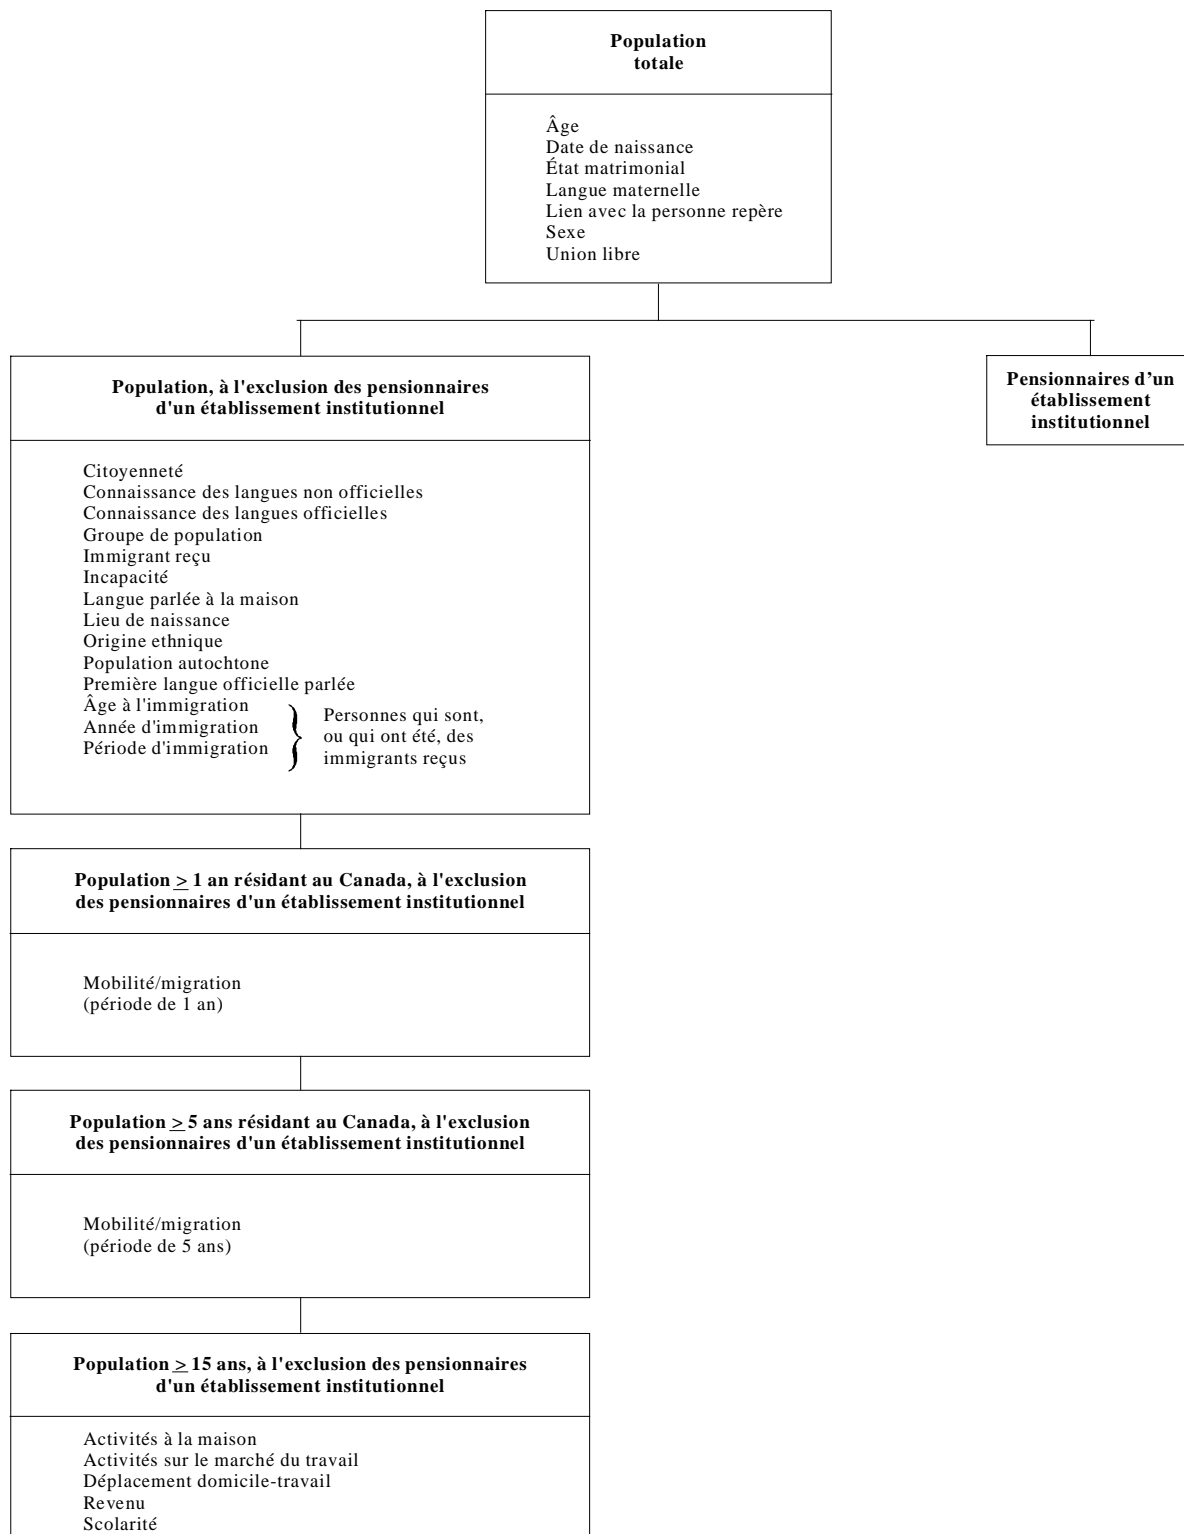 Population
totale
Âge
Date de naissance
État matrimonial
Langue maternelle
Lien avec la personne repère
Sexe
Union libre
Population, à l'exclusion des pensionnaires
d'un établissement institutionnel
Pensionnaires d’un
établissement
institutionnel
Citoyenneté
Connaissance des langues non officielles
Connaissance des langues officielles
Groupe de population
Immigrant reçu
Incapacité
Langue parlée à la maison
Lieu de naissance
Origine ethnique
Population autochtone
Première langue officielle parlée
Âge à l'immigration
Année d'immigration
Période d'immigration
Personnes qui sont,
ou qui ont été, des
immigrants reçus
Population ≥ 1 an résidant au Canada, à l'exclusion
des pensionnaires d'un établissement institutionnel
Mobilité/migration
(période de 1 an)
Population ≥ 5 ans résidant au Canada, à l'exclusion
des pensionnaires d'un établissement institutionnel
Mobilité/migration
(période de 5 ans)
Population ≥ 15 ans, à l'exclusion des pensionnaires
d'un établissement institutionnel
Activités à la maison
Activités sur le marché du travail
Déplacement domicile-travail
Revenu
Scolarité